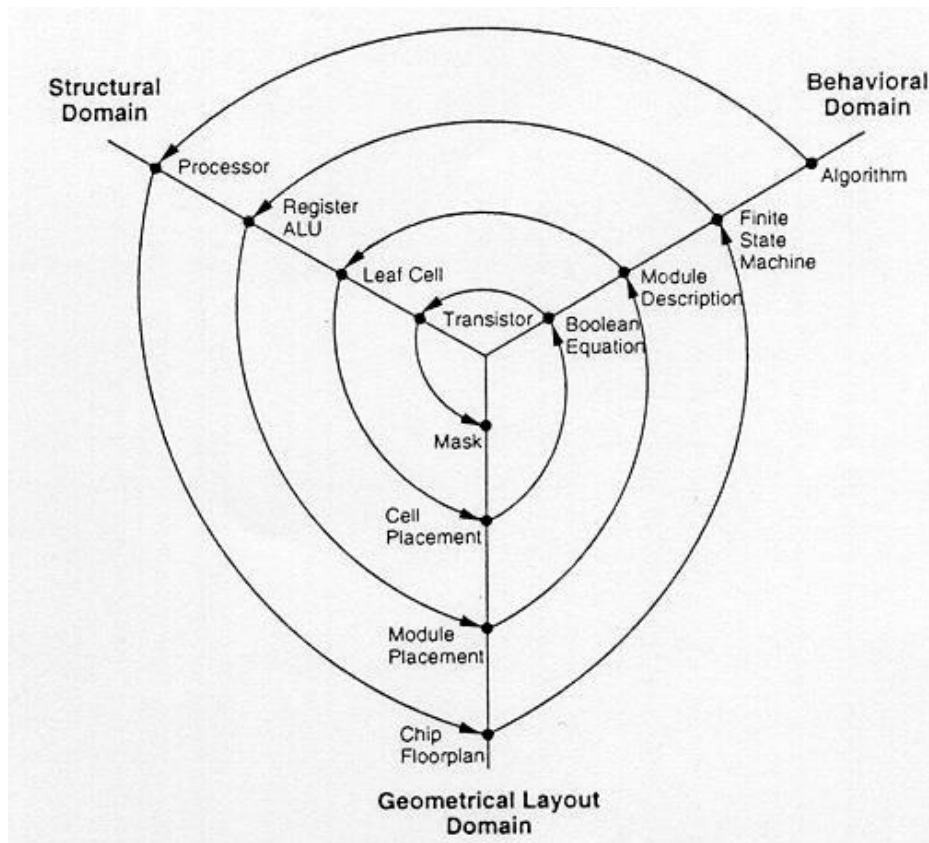 Structural
Domain
Behavioral
Domain
Processor
Algorithm
Register
ALU
Finite
State
Machine
Leaf Cell
Module
Description
Transistor
Boolean
Equation
Mask
Cell
Placement
Module
Placement
Chip
Floorplan
Geometrical Layout
Domain